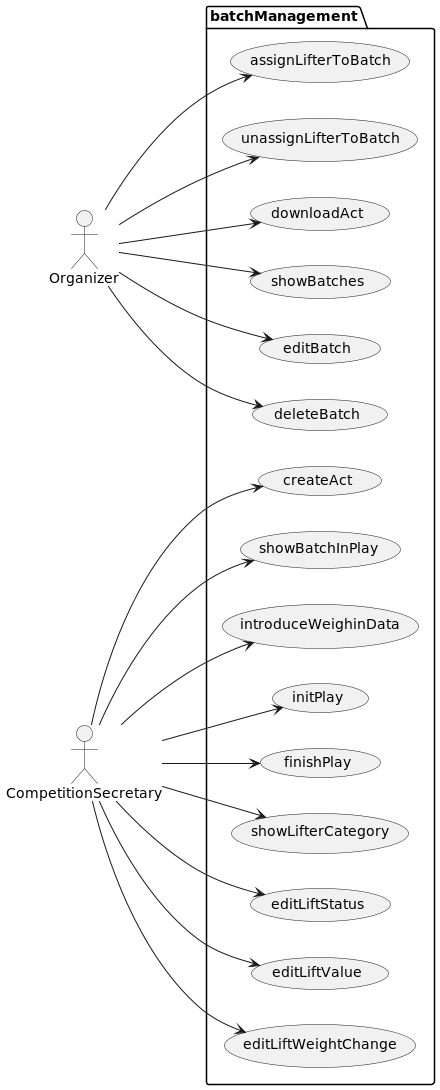 batchManagement
assignLifterToBatch
unassignLifterToBatch
downloadAct
Organizer
showBatches
editBatch
deleteBatch
createAct
showBatchInPlay
introduceWeighinData
initPlay
finishPlay
CompetitionSecretary
showLifterCategory
editLiftStatus
editLiftValue
editLiftWeightChange